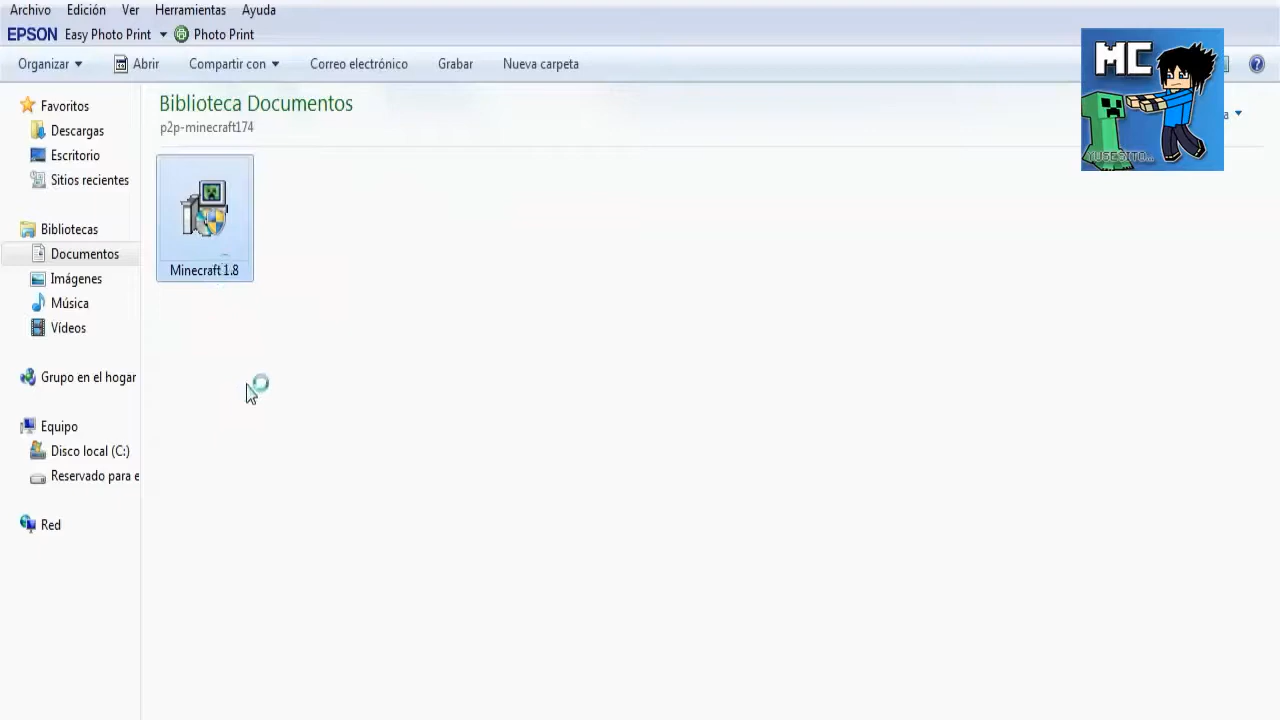 Archivo Edición Ver Herramientas Ayuda
EPSON Easy Photo Print Photo Print
Organizar Abrir Compartir con Correo electrónico Grabar Nueva carpeta
MC
Favoritos
Descargas
Escritorio
Sitios recientes
Bibliotecas
Documentos
Imágenes
Música
Vídeos
Grupo en el hogar
Equipo
Disco local (C:)
Reservado para e
Red
Biblioteca Documentos
p2p-minecraft174
Minecraft 1.8